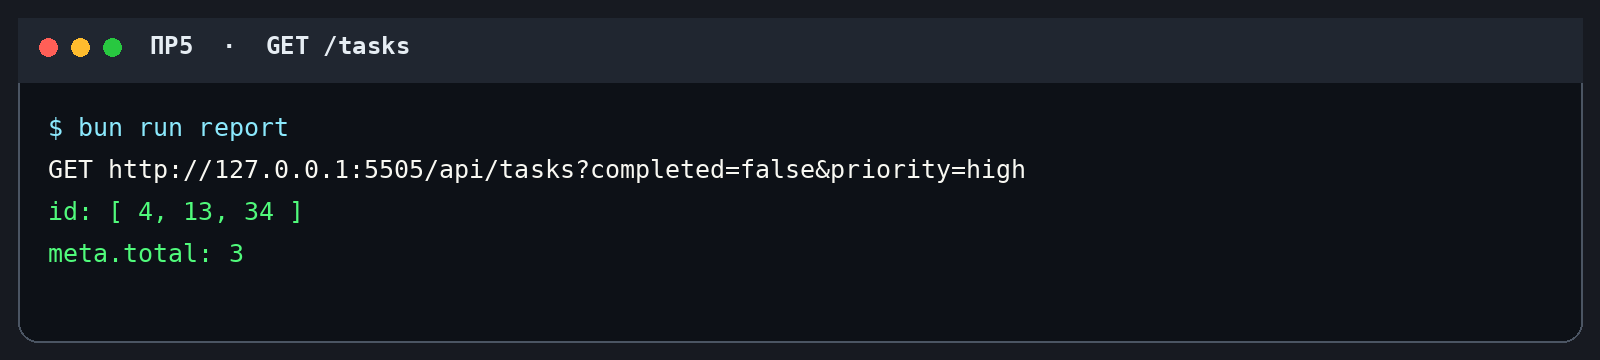 ПР5 · GET /tasks
$ bun run report
GET http://127.0.0.1:5505/api/tasks?completed=false&priority=high
id: [ 4, 13, 34 ]
meta.total: 3